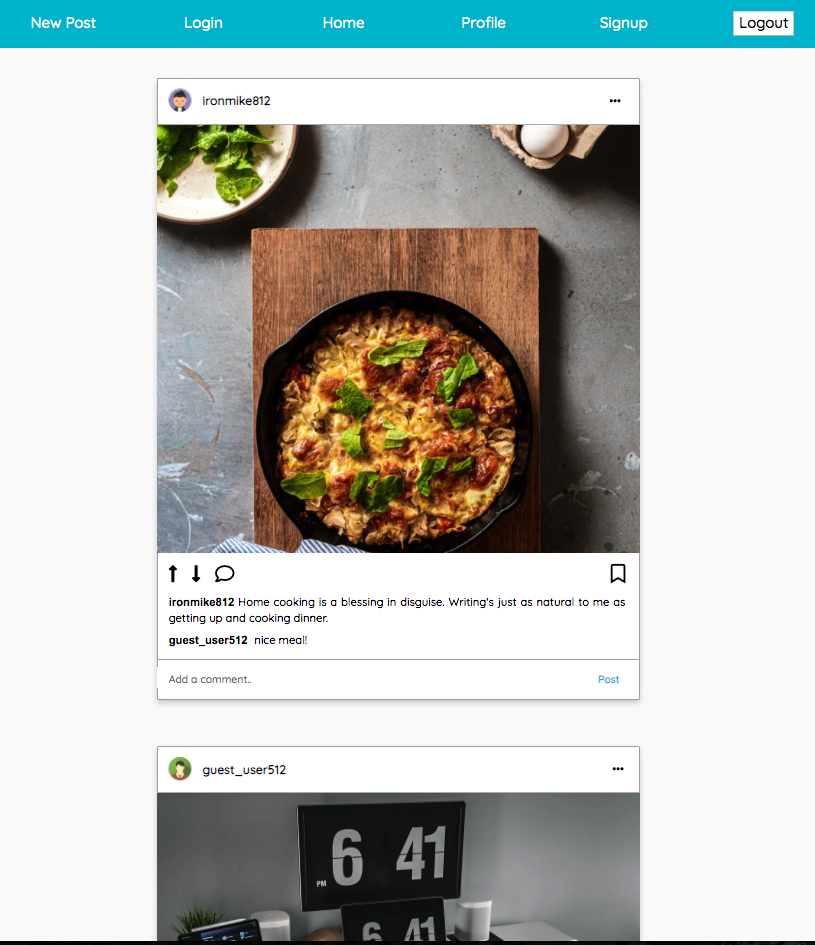 New Post Login Home Profile Signup Logout
ironmike812
ironmike812 Home cooking is a blessing in disguise. Writing's just as natural to me as
getting up and cooking dinner.
guest_user512 nice meal!
Add a comment.. Post
guest_user512
6 41
PM
6 41